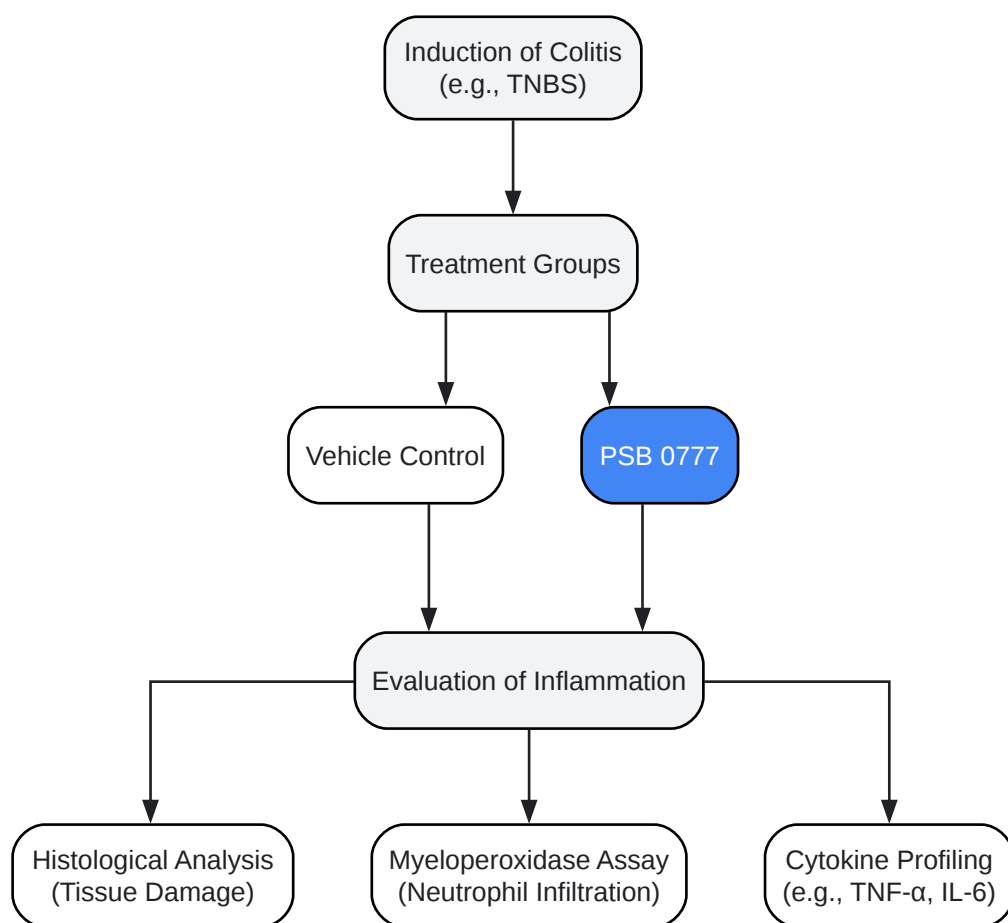 Induction of Colitis
(e.g., TNBS)
Treatment Groups
Vehicle Control
PSB 0777
Evaluation of Inflammation
Histological Analysis
(Tissue Damage)
Myeloperoxidase Assay
(Neutrophil Infiltration)
Cytokine Profiling
(e.g., TNF-α, IL-6)